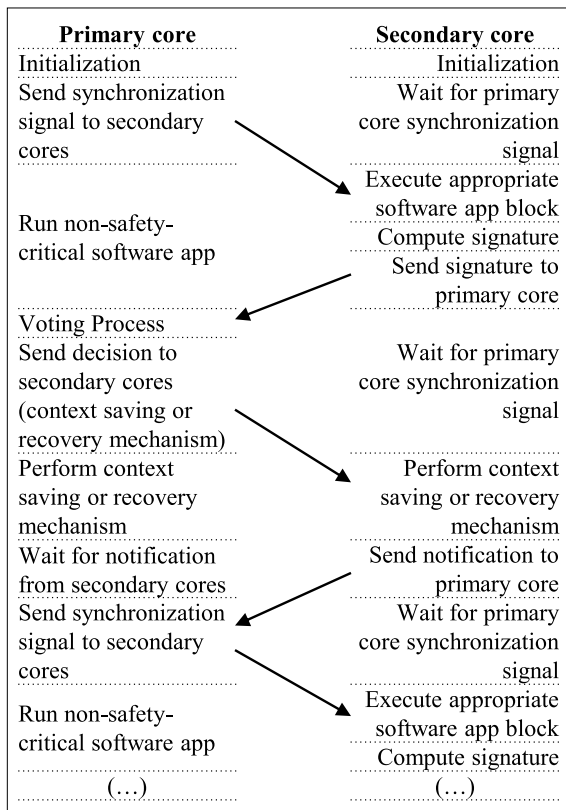 Primary core
Initialization
Send synchronization
signal to secondary
cores
Run non-safety-
critical software app
Voting Process
Send decision to
secondary cores
(context saving or
recovery mechanism)
Perform context
saving or recovery
mechanism
Wait for notification
from secondary cores
Send synchronization
signal to secondary
cores
Run non-safety-
critical software app
(…)
Secondary core
Initialization
Wait for primary
core synchronization
signal
Execute appropriate
software app block
Compute signature
Send signature to
primary core
Wait for primary
core synchronization
signal
Perform context
saving or recovery
mechanism
Send notification to
primary core
Wait for primary
core synchronization
signal
Execute appropriate
software app block
Compute signature
(…)